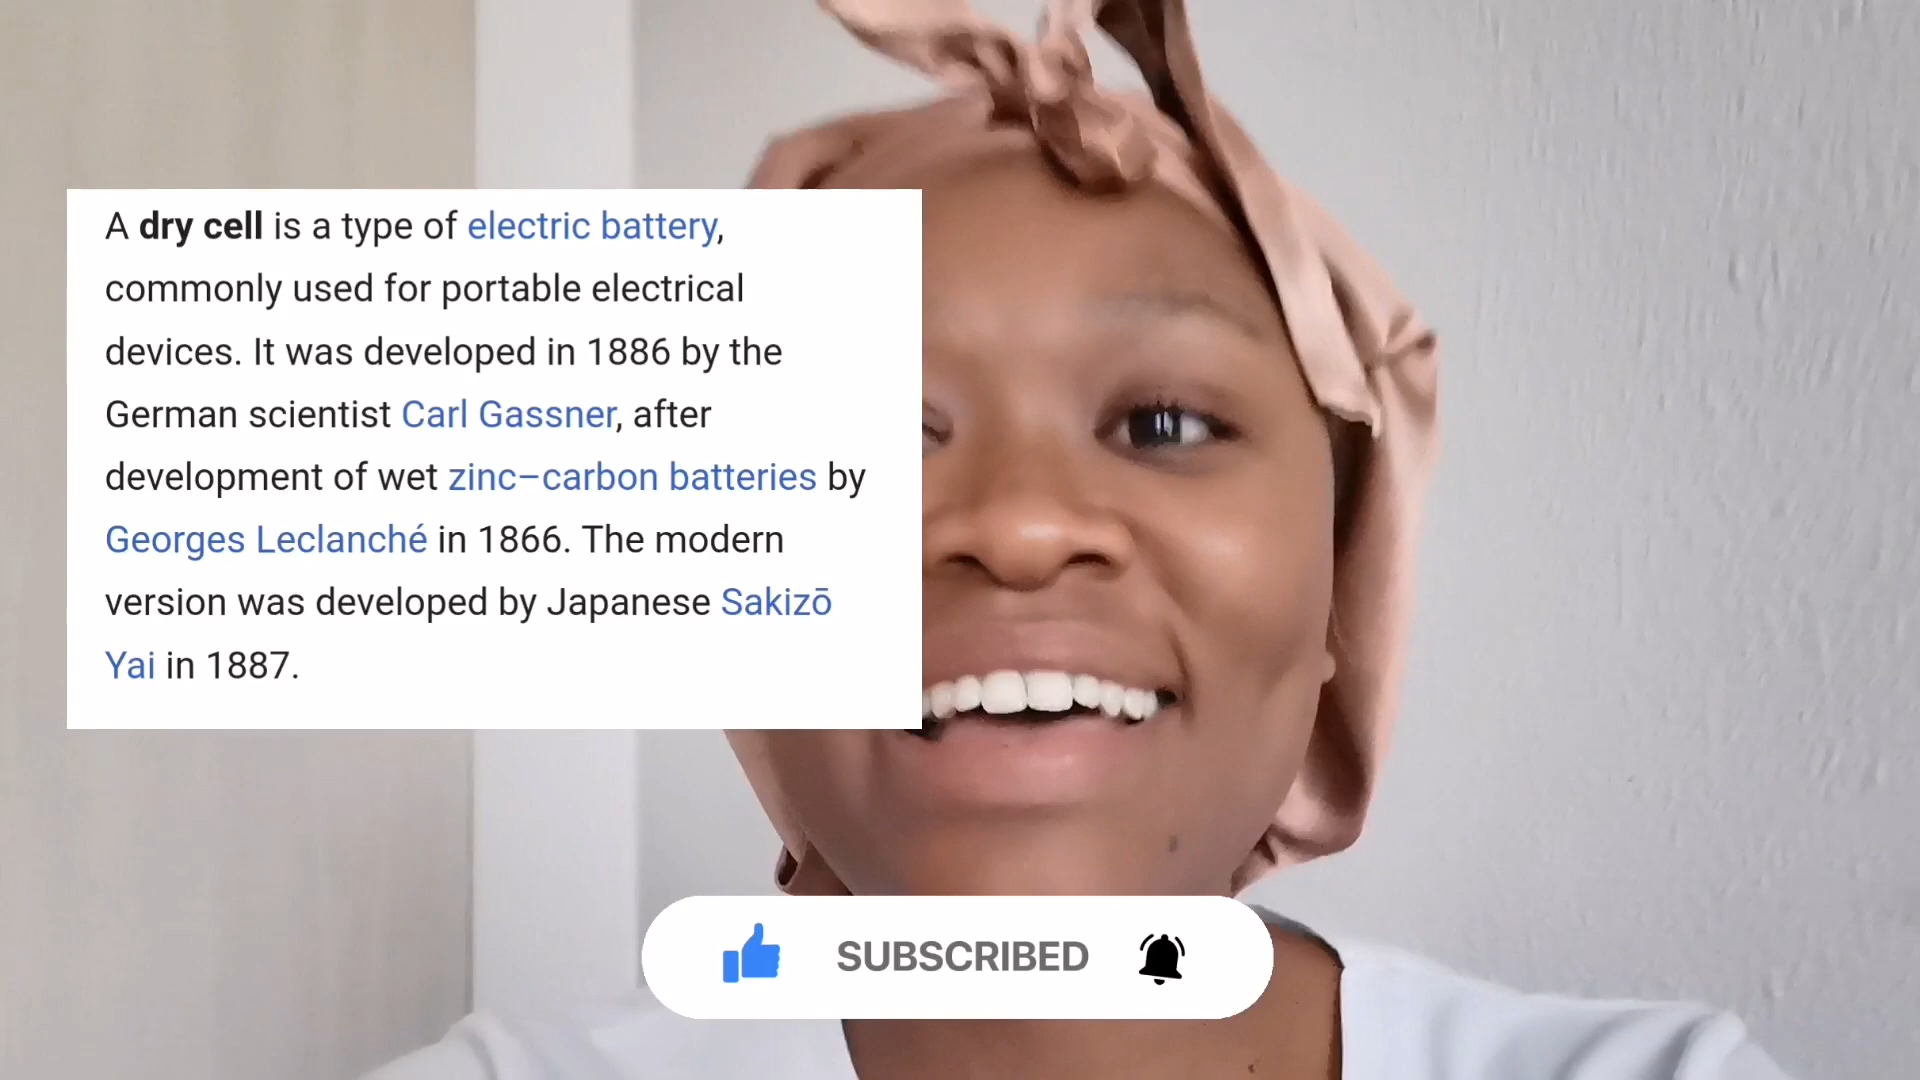 A dry cell is a type of electric battery,
commonly used for portable electrical
devices. It was developed in 1886 by the
German scientist Carl Gassner, after
development of wet zinc–carbon batteries by
Georges Leclanché in 1866. The modern
version was developed by Japanese Sakizō
Yai in 1887.
SUBSCRIBED